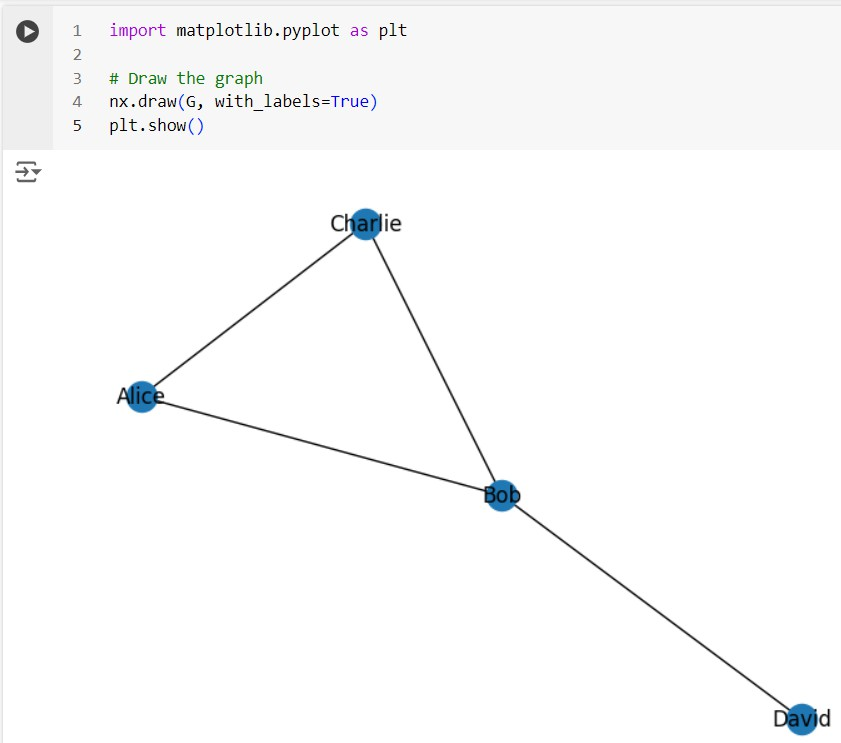 1 import matplotlib.pyplot as plt
2
3 # Draw the graph
4 nx.draw(G, with_labels=True)
5 plt.show()
Charlie
Alice
Bob
David